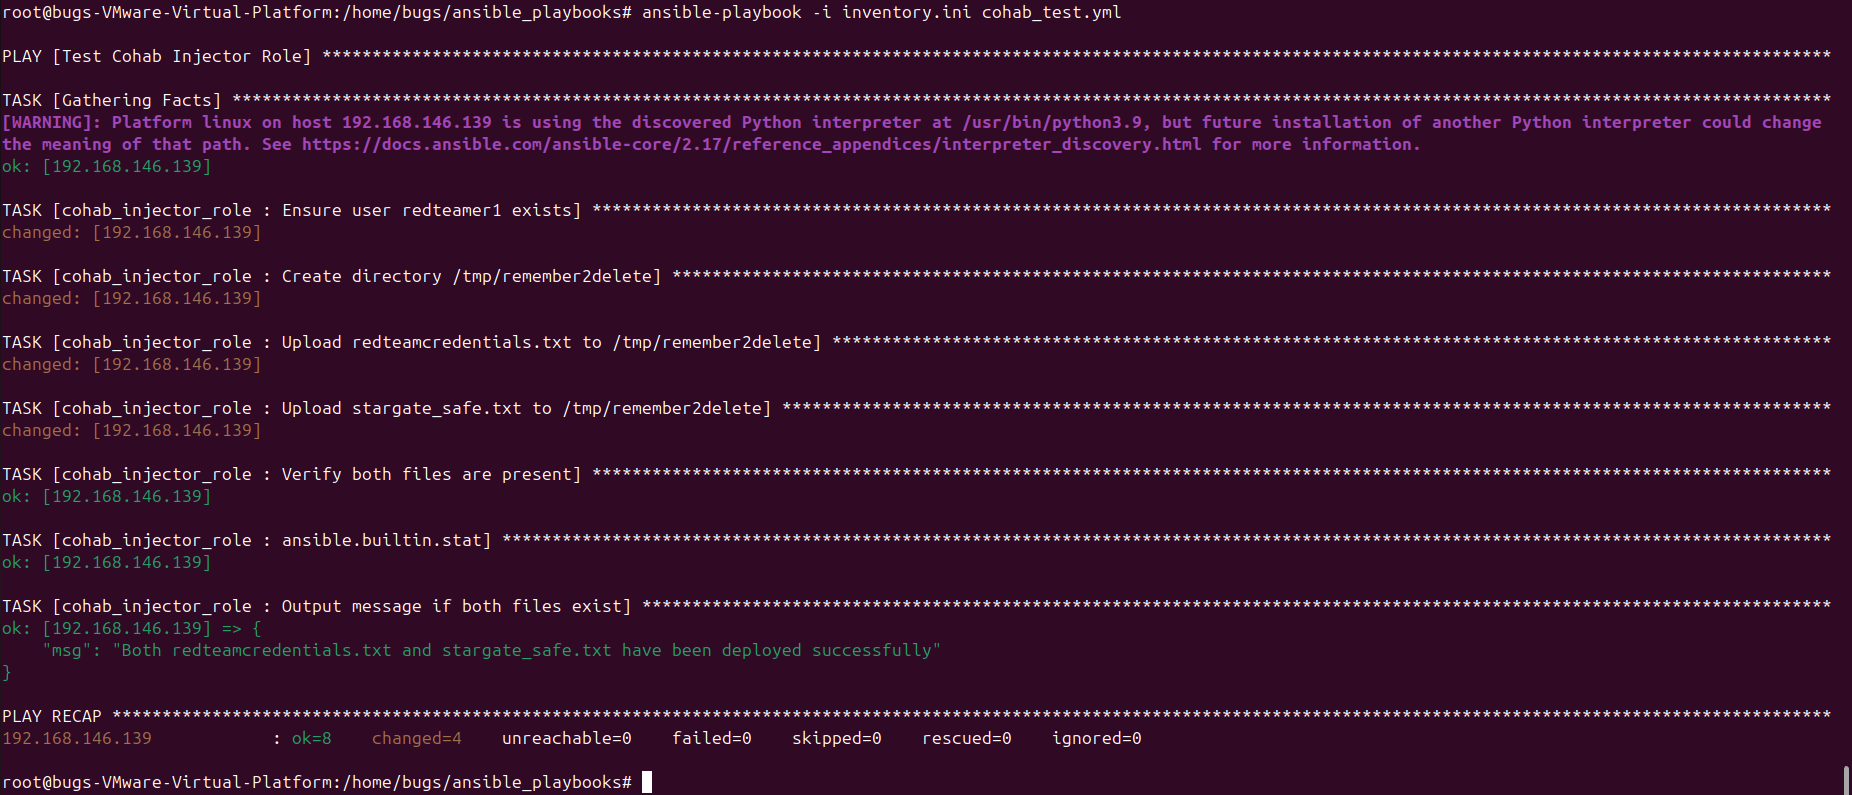 root@bugs-VMware-Virtual-Platform:/home/bugs/ansible_playbooks# ansible-playbook -i inventory.ini cohab_test.yml
PLAY [Test Cohab Injector Role] *******************************************************************************************************************************************************
TASK [Gathering Facts] ****************************************************************************************************************************************************************
[WARNING]: Platform linux on host 192.168.146.139 is using the discovered Python interpreter at /usr/bin/python3.9, but future installation of another Python interpreter could change
the meaning of that path. See https://docs.ansible.com/ansible-core/2.17/reference_appendices/interpreter_discovery.html for more information.
ok: [192.168.146.139]
TASK [cohab_injector_role : Ensure user redteamer1 exists] ****************************************************************************************************************************
changed: [192.168.146.139]
TASK [cohab_injector_role : Create directory /tmp/remember2delete] ********************************************************************************************************************
changed: [192.168.146.139]
TASK [cohab_injector_role : Upload redteamcredentials.txt to /tmp/remember2delete] ****************************************************************************************************
changed: [192.168.146.139]
TASK [cohab_injector_role : Upload stargate_safe.txt to /tmp/remember2delete] *********************************************************************************************************
changed: [192.168.146.139]
TASK [cohab_injector_role : Verify both files are present] ****************************************************************************************************************************
ok: [192.168.146.139]
TASK [cohab_injector_role : ansible.builtin.stat] *************************************************************************************************************************************
ok: [192.168.146.139]
TASK [cohab_injector_role : Output message if both files exist] ***********************************************************************************************************************
ok: [192.168.146.139] => {
    "msg": "Both redteamcredentials.txt and stargate_safe.txt have been deployed successfully"
}
PLAY RECAP ****************************************************************************************************************************************************************************
192.168.146.139            : ok=8    changed=4    unreachable=0    failed=0    skipped=0    rescued=0    ignored=0
root@bugs-VMware-Virtual-Platform:/home/bugs/ansible_playbooks#